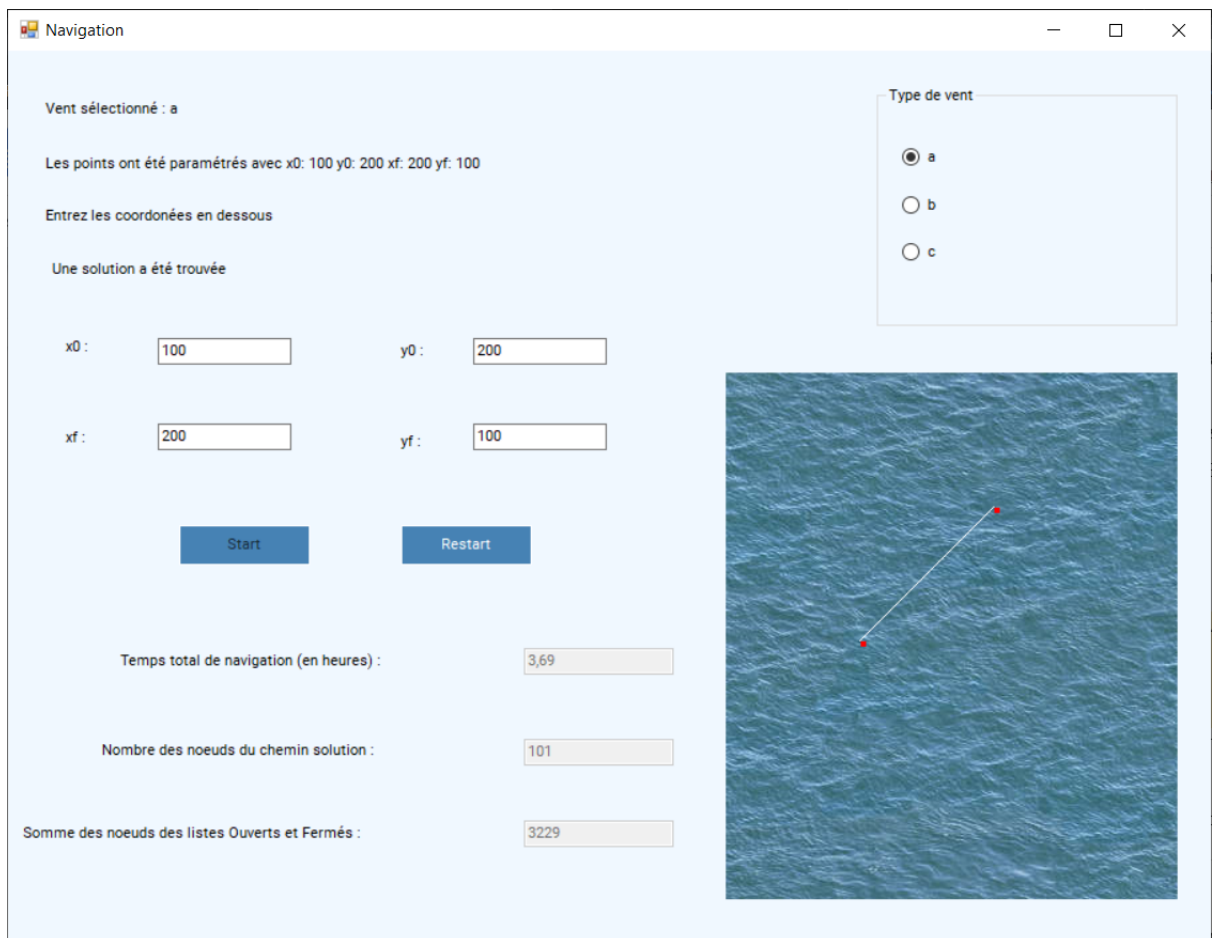 Navigation
Vent sélectionné : a
Les points ont été paramétrés avec x0: 100 y0: 200 xf: 200 yf: 100
Entrez les coordonées en dessous
Une solution a été trouvée
Type de vent
a
b
c
x0 : 100 y0 : 200
xf : 200 yf : 100
Start Restart
Temps total de navigation (en heures) : 3,69
Nombre des noeuds du chemin solution : 101
Somme des noeuds des listes Ouverts et Fermés : 3229